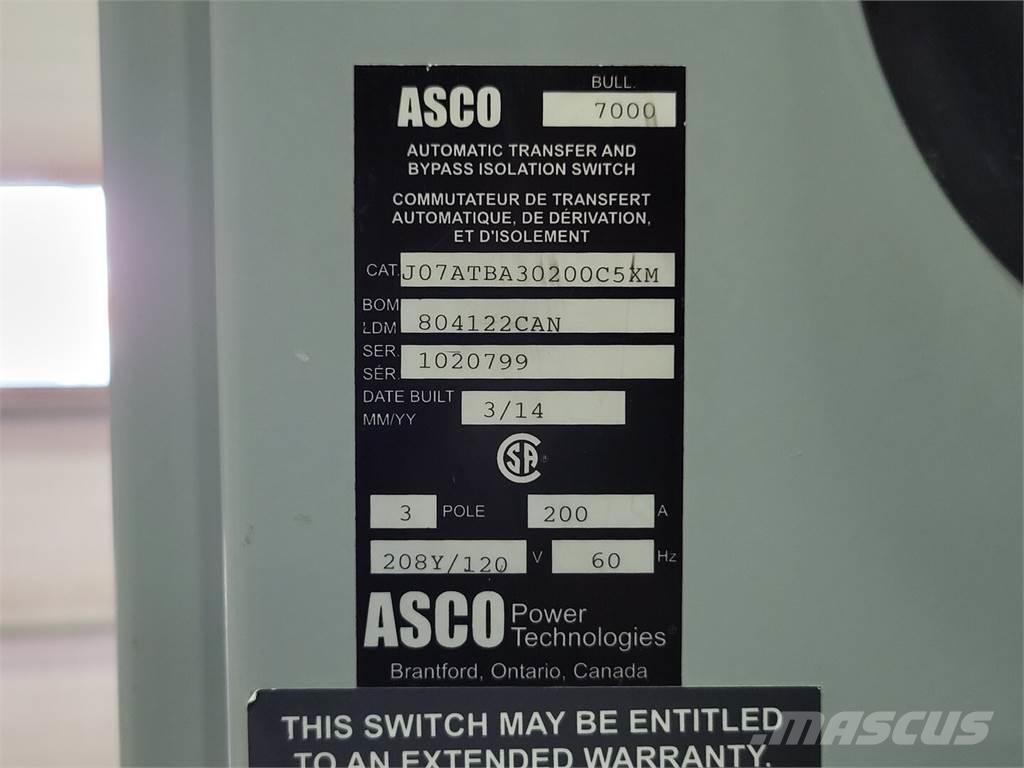 ASCO
BULL.
7000
AUTOMATIC TRANSFER AND
BYPASS ISOLATION SWITCH
COMMUTATEUR DE TRANSFERT
AUTOMATIQUE, DE DÉRIVATION,
ET D'ISOLEMENT
CAT. J07ATBA30200C5XM
BOM
LDM 804122CAN
SER.
SÉR. 1020799
DATE BUILT
MM/YY 3/14
CSA
3 POLE 200 A
208Y/120 V 60 Hz
ASCO Power
Technologies
Brantford, Ontario, Canada
THIS SWITCH MAY BE ENTITLED
TO AN EXTENDED WARRANTY.
MASCUS